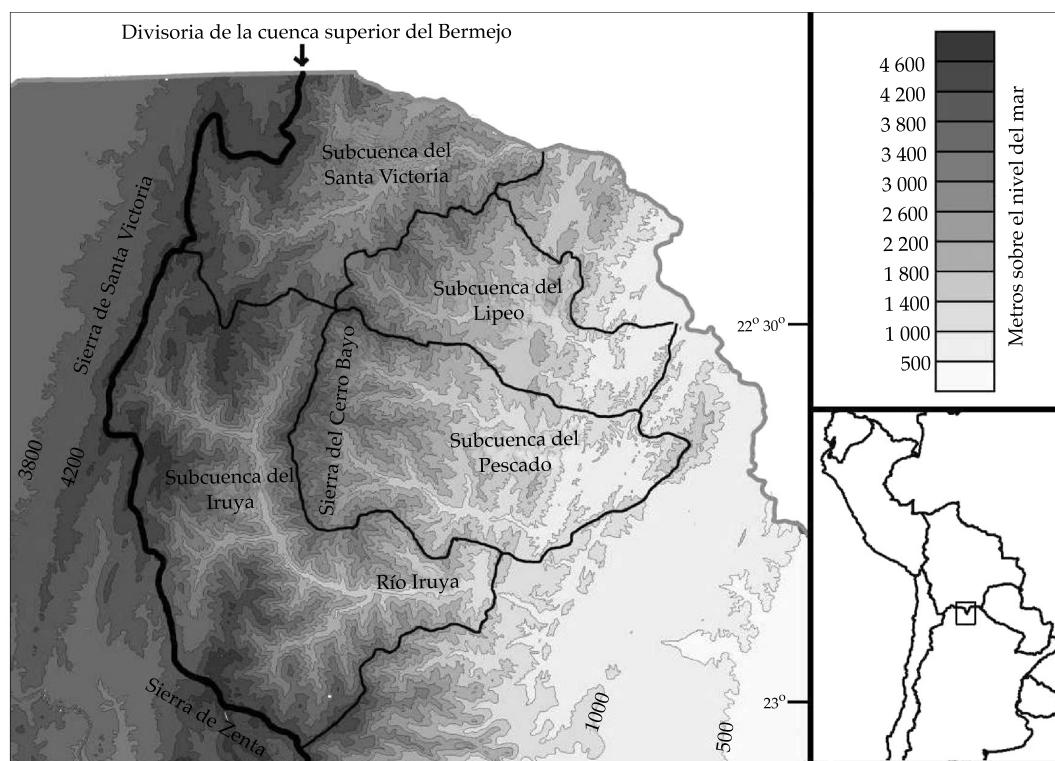 Divisoria de la cuenca superior del Bermejo
Subcuenca del
Santa Victoria
Sierra de Santa Victoria
Subcuenca del
Lipeo
Sierra del Cerro Bayo
Subcuenca del
Pescado
Subcuenca del
Iruya
Río Iruya
Sierra de Zenta
3800
4200
1000
500
22° 30'
23°
4 600
4 200
3 800
3 400
3 000
2 600
2 200
1 800
1 400
1 000
500
Metros sobre el nivel del mar